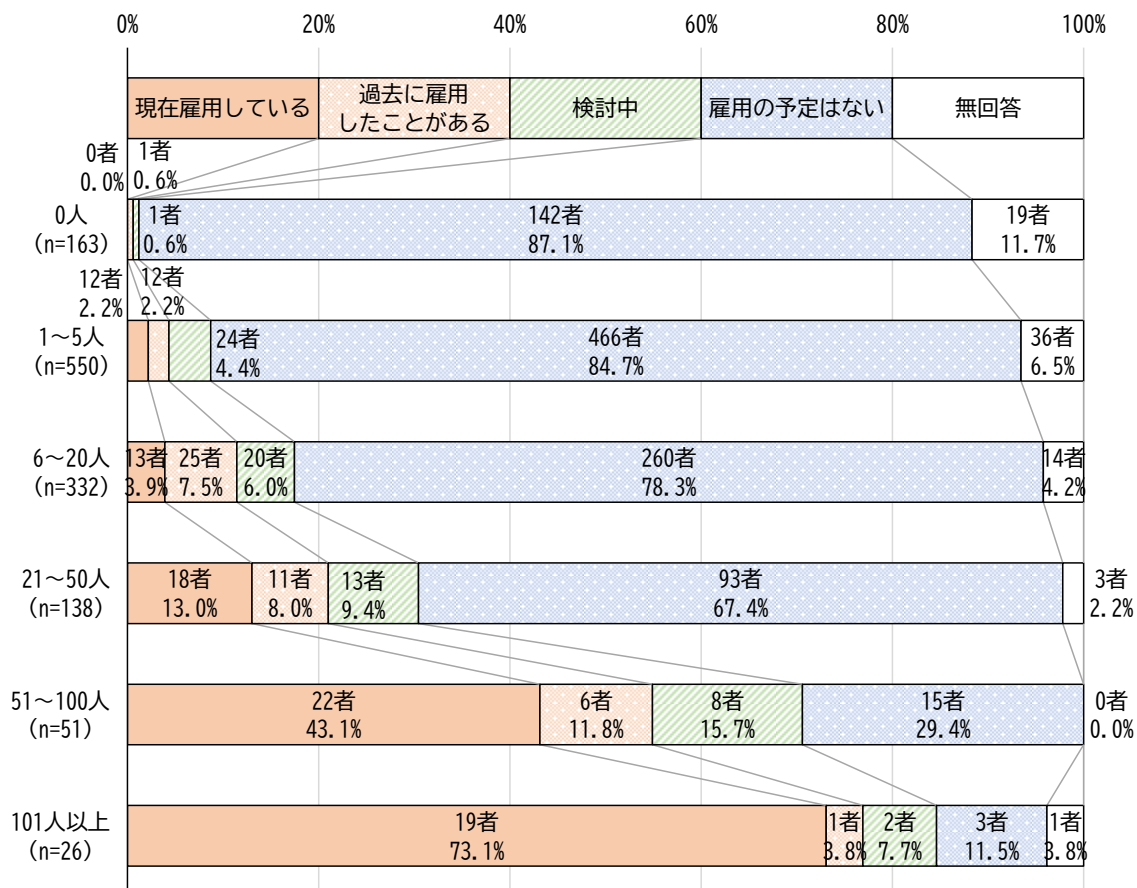 0% 20% 40% 60% 80% 100%
現在雇用している
過去に雇用
したことがある
検討中
雇用の予定はない
無回答
0者 1者
0.0% 0.6%
0人
(n=163)
1者 142者 19者
0.6% 87.1% 11.7%
12者 12者
2.2% 2.2%
1～5人
(n=550)
24者 466者 36者
4.4% 84.7% 6.5%
6～20人
(n=332)
13者 25者 20者 260者 14者
3.9% 7.5% 6.0% 78.3% 4.2%
21～50人
(n=138)
18者 11者 13者 93者 3者
13.0% 8.0% 9.4% 67.4% 2.2%
51～100人
(n=51)
22者 6者 8者 15者 0者
43.1% 11.8% 15.7% 29.4% 0.0%
101人以上
(n=26)
19者 1者 2者 3者 1者
73.1% 3.8% 7.7% 11.5% 3.8%